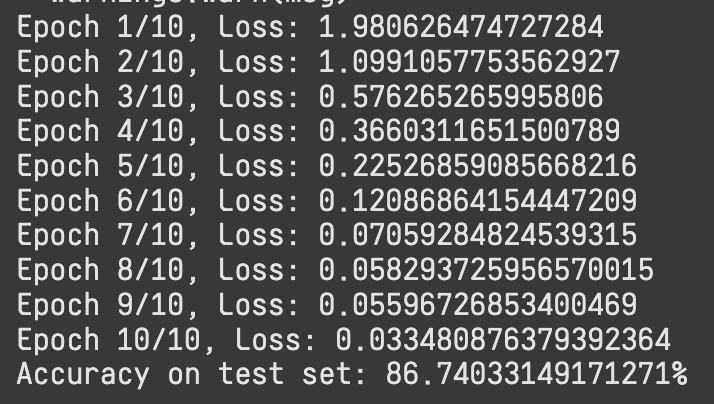 warnings.warn(msg)
Epoch 1/10, Loss: 1.980626474727284
Epoch 2/10, Loss: 1.0991057753562927
Epoch 3/10, Loss: 0.576265265995806
Epoch 4/10, Loss: 0.3660311651500789
Epoch 5/10, Loss: 0.22526859085668216
Epoch 6/10, Loss: 0.12086864154447209
Epoch 7/10, Loss: 0.07059284824539315
Epoch 8/10, Loss: 0.058293725956570015
Epoch 9/10, Loss: 0.05596726853400469
Epoch 10/10, Loss: 0.033480876379392364
Accuracy on test set: 86.74033149171271%